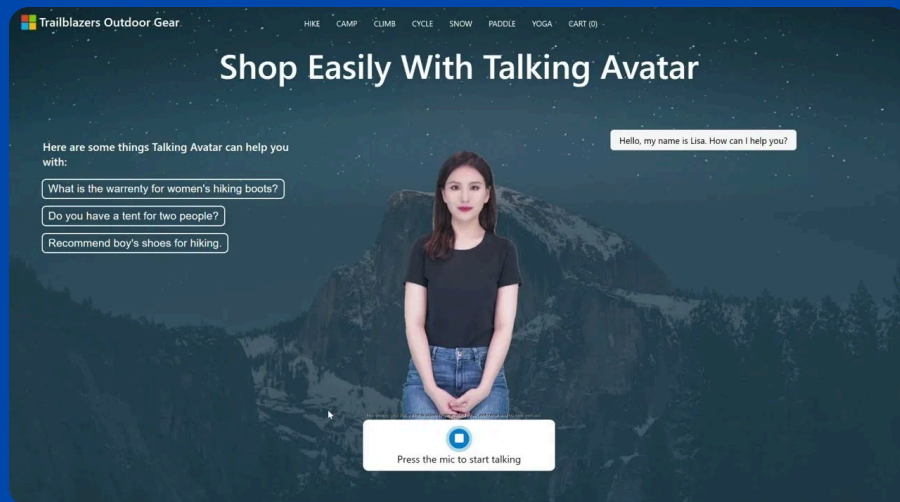 Trailblazers Outdoor Gear
HIKE CAMP CLIMB CYCLE SNOW PADDLE YOGA CART (0)
Shop Easily With Talking Avatar
Here are some things Talking Avatar can help you
with:
What is the warrenty for women's hiking boots?
Do you have a tent for two people?
Recommend boy's shoes for hiking.
Hello, my name is Lisa. How can I help you?
Press the mic to start talking